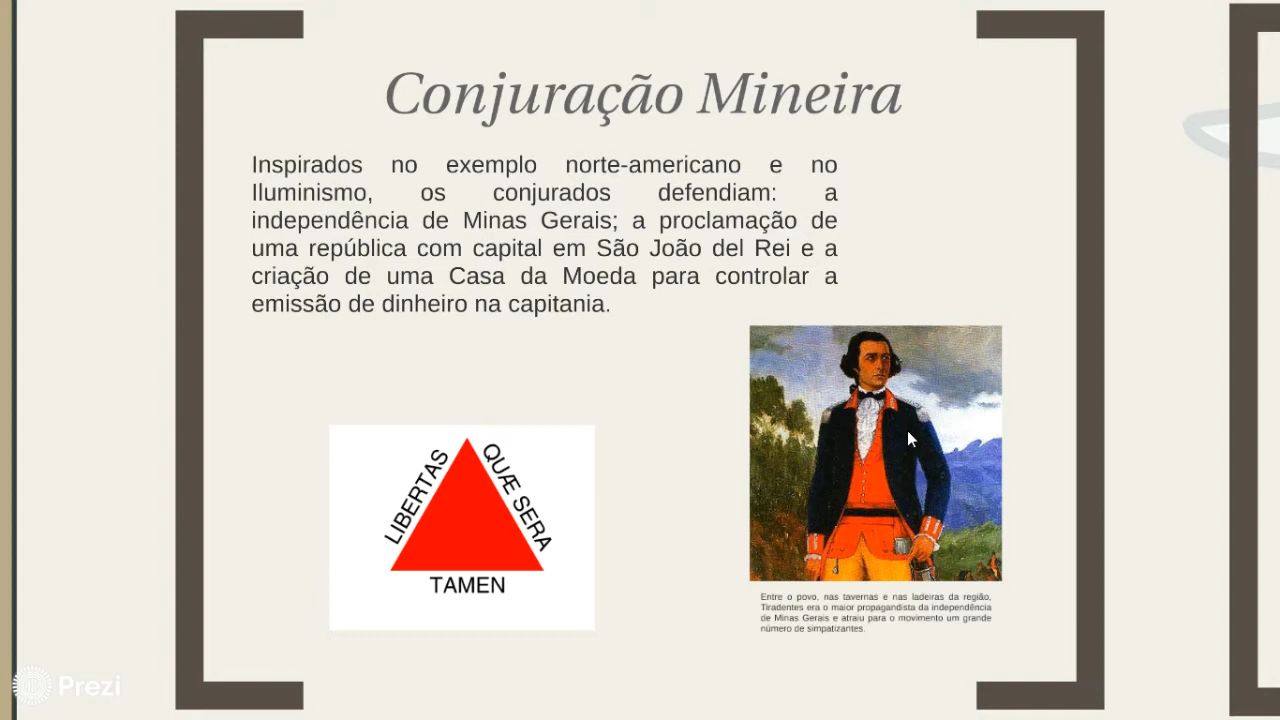 Conjuração Mineira
Inspirados no exemplo norte-americano e no
Iluminismo, os conjurados defendiam: a
independência de Minas Gerais; a proclamação de
uma república com capital em São João del Rei e a
criação de uma Casa da Moeda para controlar a
emissão de dinheiro na capitania.
LIBERTAS
QUÆ SERA
TAMEN
Entre o povo, nas tavernas e nas ladeiras da região,
Tiradentes era o maior propagandista da independência
de Minas Gerais e atraiu para o movimento um grande
número de simpatizantes.
Prezi